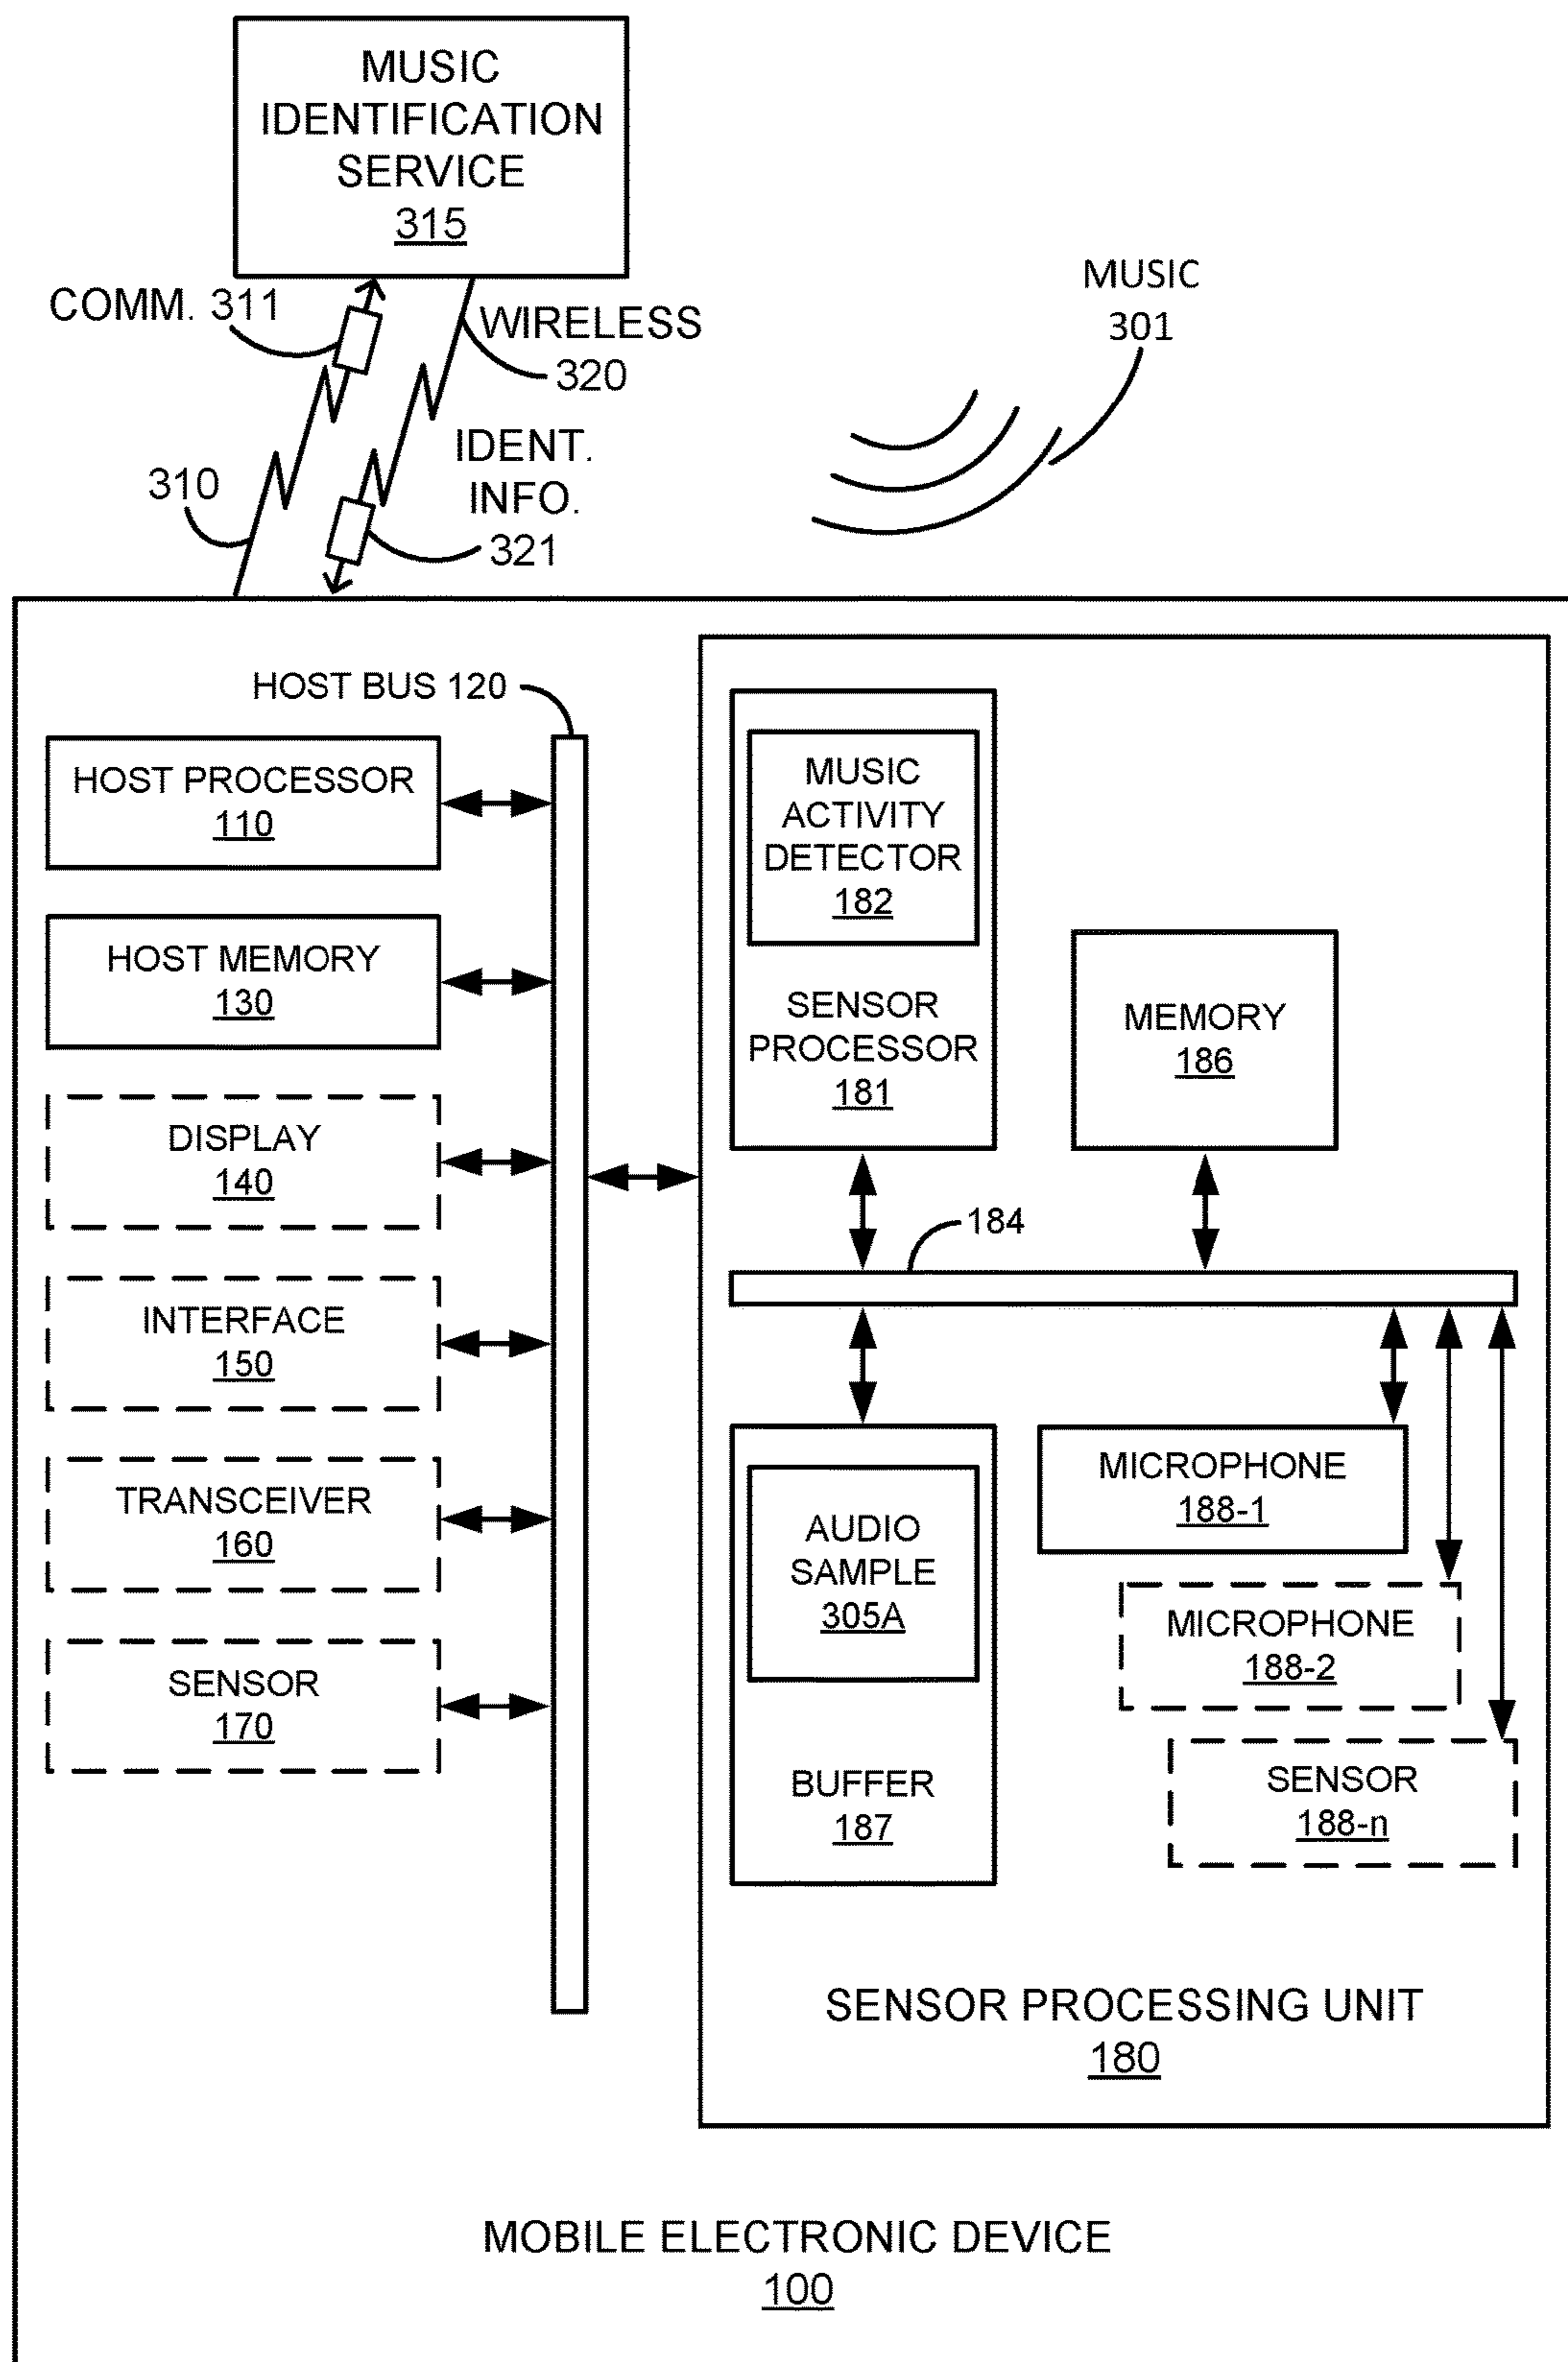 MUSIC
IDENTIFICATION
SERVICE
315
COMM. 311
WIRELESS
320
MUSIC
301
IDENT.
INFO.
321
310
HOST BUS 120
HOST PROCESSOR
110
HOST MEMORY
130
DISPLAY
140
INTERFACE
150
TRANSCEIVER
160
SENSOR
170
MUSIC
ACTIVITY
DETECTOR
182
SENSOR
PROCESSOR
181
MEMORY
186
184
AUDIO
SAMPLE
305A
BUFFER
187
MICROPHONE
188-1
MICROPHONE
188-2
SENSOR
188-n
SENSOR PROCESSING UNIT
180
MOBILE ELECTRONIC DEVICE
100